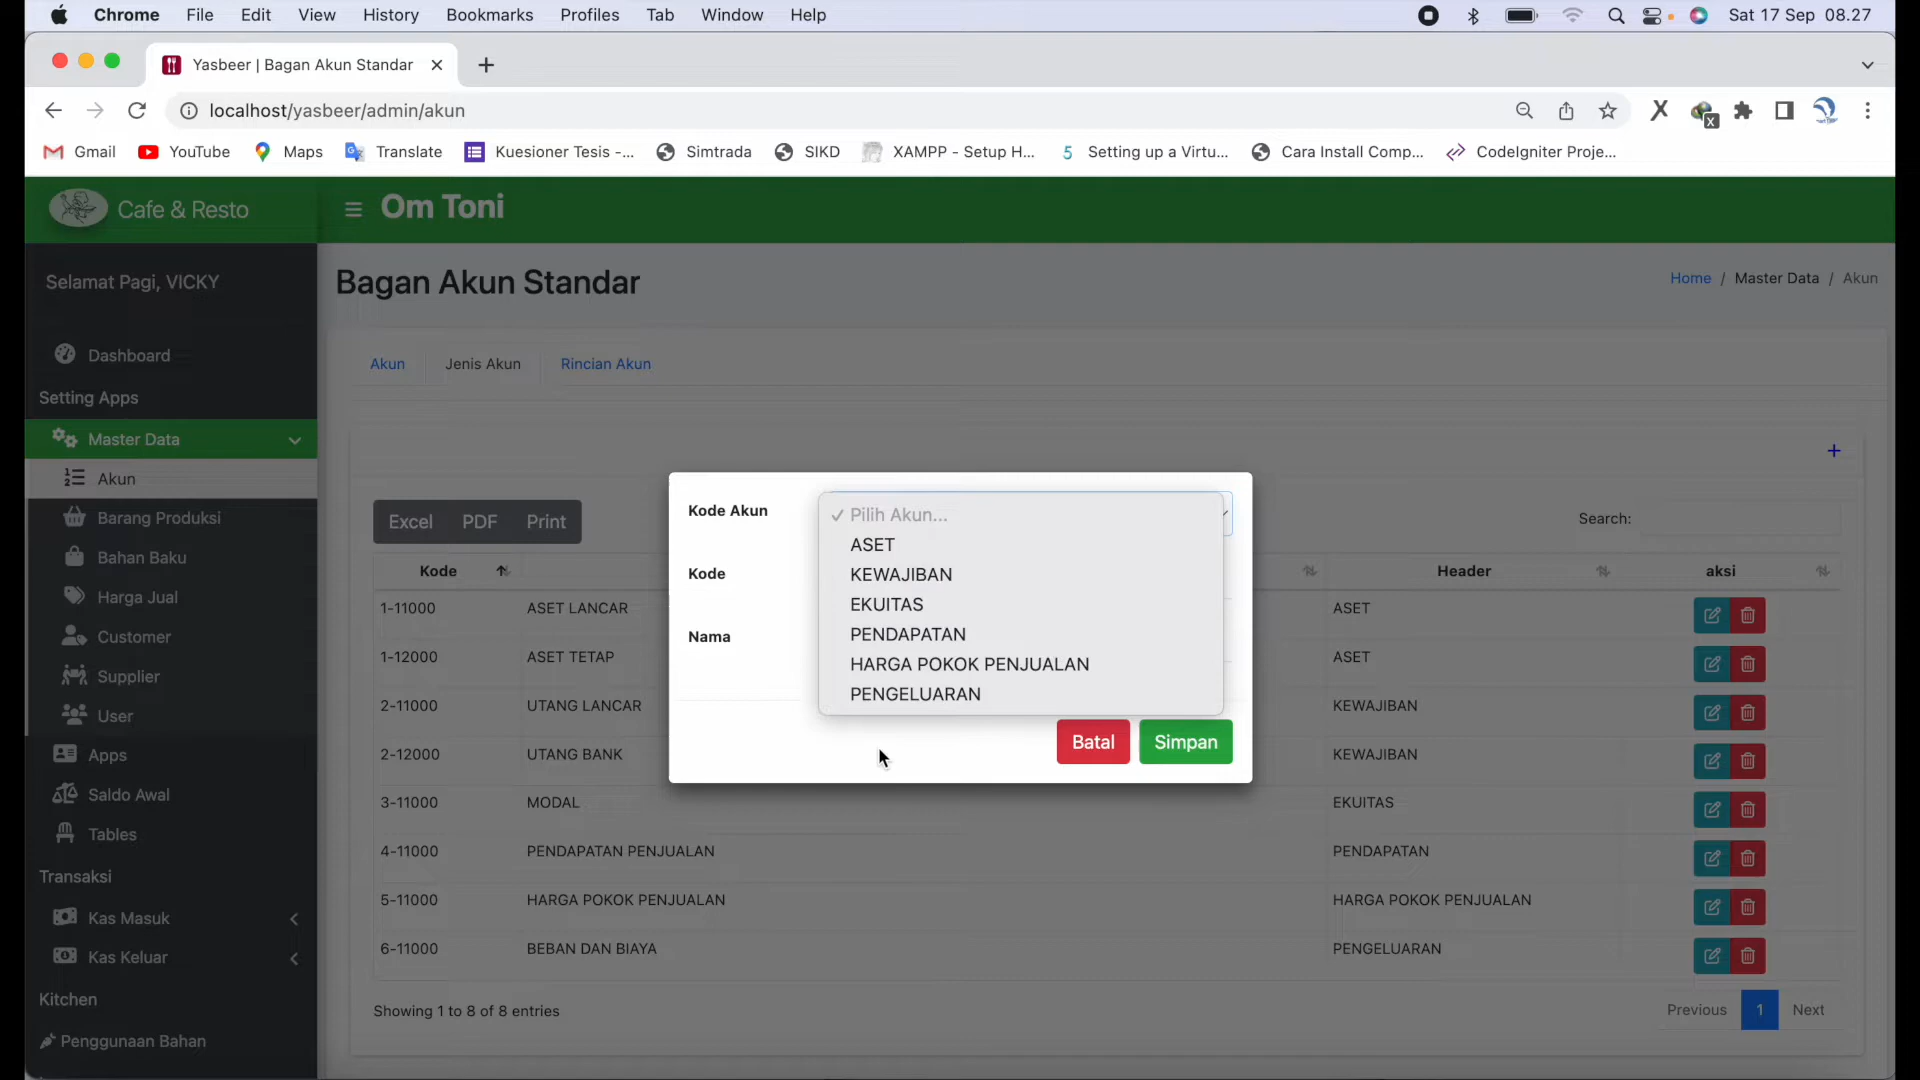 Chrome File Edit View History Bookmarks Profiles Tab Window Help Sat 17 Sep 08.27
Yasbeer | Bagan Akun Standar
localhost/yasbeer/admin/akun
Gmail YouTube Maps Translate Kuesioner Tesis -... Simtrada SIKD XAMPP - Setup H... Setting up a Virtu... Cara Install Comp... CodeIgniter Proje...
Cafe & Resto Om Toni
Selamat Pagi, VICKY
Dashboard
Setting Apps
Master Data
Akun
Barang Produksi
Bahan Baku
Harga Jual
Customer
Supplier
User
Apps
Saldo Awal
Tables
Transaksi
Kas Masuk
Kas Keluar
Kitchen
Penggunaan Bahan
Bagan Akun Standar
Home / Master Data / Akun
Akun Jenis Akun Rincian Akun
+
Excel PDF Print
Search:
Kode Header aksi
1-11000 ASET LANCAR ASET
1-12000 ASET TETAP ASET
2-11000 UTANG LANCAR KEWAJIBAN
2-12000 UTANG BANK KEWAJIBAN
3-11000 MODAL EKUITAS
4-11000 PENDAPATAN PENJUALAN PENDAPATAN
5-11000 HARGA POKOK PENJUALAN HARGA POKOK PENJUALAN
6-11000 BEBAN DAN BIAYA PENGELUARAN
Showing 1 to 8 of 8 entries
Previous 1 Next
Kode Akun
Kode
Nama
✓ Pilih Akun...
ASET
KEWAJIBAN
EKUITAS
PENDAPATAN
HARGA POKOK PENJUALAN
PENGELUARAN
Batal Simpan